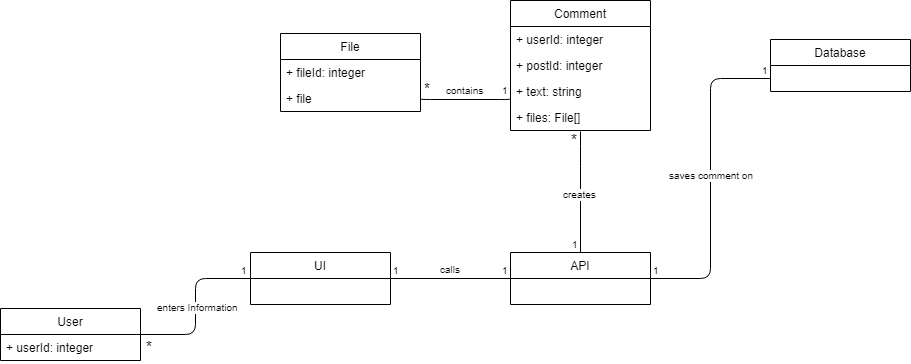 Comment
+ userId: integer
+ postId: integer
+ text: string
+ files: File[]
File
+ fileId: integer
+ file
* contains 1
Database
1
*
saves comment on
creates
1
UI
API
1 1 calls 1 1
enters Information
User
+ userId: integer
*